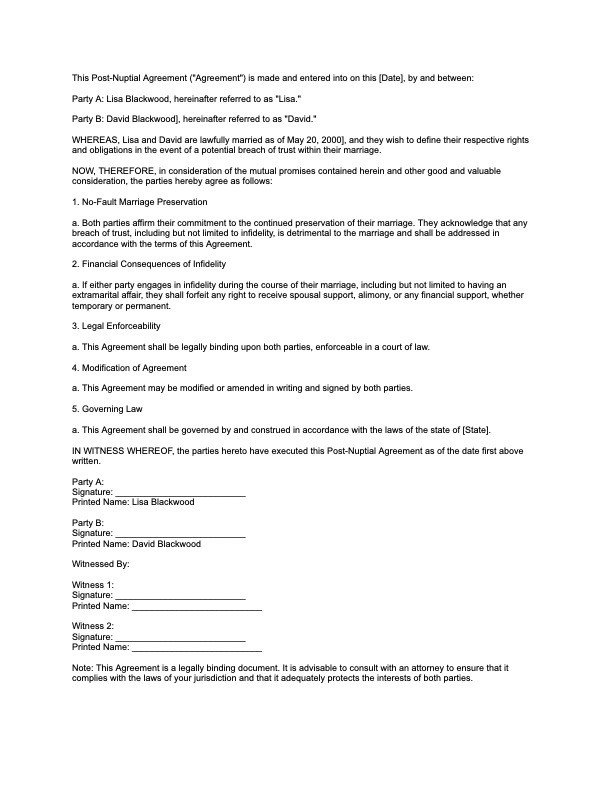 This Post-Nuptial Agreement ("Agreement") is made and entered into on this [Date], by and between:
Party A: Lisa Blackwood, hereinafter referred to as "Lisa."
Party B: David Blackwood], hereinafter referred to as "David."
WHEREAS, Lisa and David are lawfully married as of May 20, 2000], and they wish to define their respective rights
and obligations in the event of a potential breach of trust within their marriage.
NOW, THEREFORE, in consideration of the mutual promises contained herein and other good and valuable
consideration, the parties hereby agree as follows:
1. No-Fault Marriage Preservation
a. Both parties affirm their commitment to the continued preservation of their marriage. They acknowledge that any
breach of trust, including but not limited to infidelity, is detrimental to the marriage and shall be addressed in
accordance with the terms of this Agreement.
2. Financial Consequences of Infidelity
a. If either party engages in infidelity during the course of their marriage, including but not limited to having an
extramarital affair, they shall forfeit any right to receive spousal support, alimony, or any financial support, whether
temporary or permanent.
3. Legal Enforceability
a. This Agreement shall be legally binding upon both parties, enforceable in a court of law.
4. Modification of Agreement
a. This Agreement may be modified or amended in writing and signed by both parties.
5. Governing Law
a. This Agreement shall be governed by and construed in accordance with the laws of the state of [State].
IN WITNESS WHEREOF, the parties hereto have executed this Post-Nuptial Agreement as of the date first above
written.
Party A:
Signature: __________________________
Printed Name: Lisa Blackwood
Party B:
Signature: __________________________
Printed Name: David Blackwood
Witnessed By:
Witness 1:
Signature: __________________________
Printed Name: __________________________
Witness 2:
Signature: __________________________
Printed Name: __________________________
Note: This Agreement is a legally binding document. It is advisable to consult with an attorney to ensure that it
complies with the laws of your jurisdiction and that it adequately protects the interests of both parties.